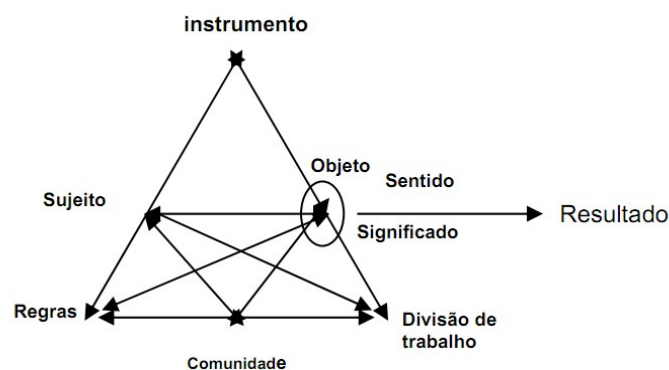 instrumento
Objeto
Sentido
Sujeito
Resultado
Significado
Regras
Divisão de
trabalho
Comunidade